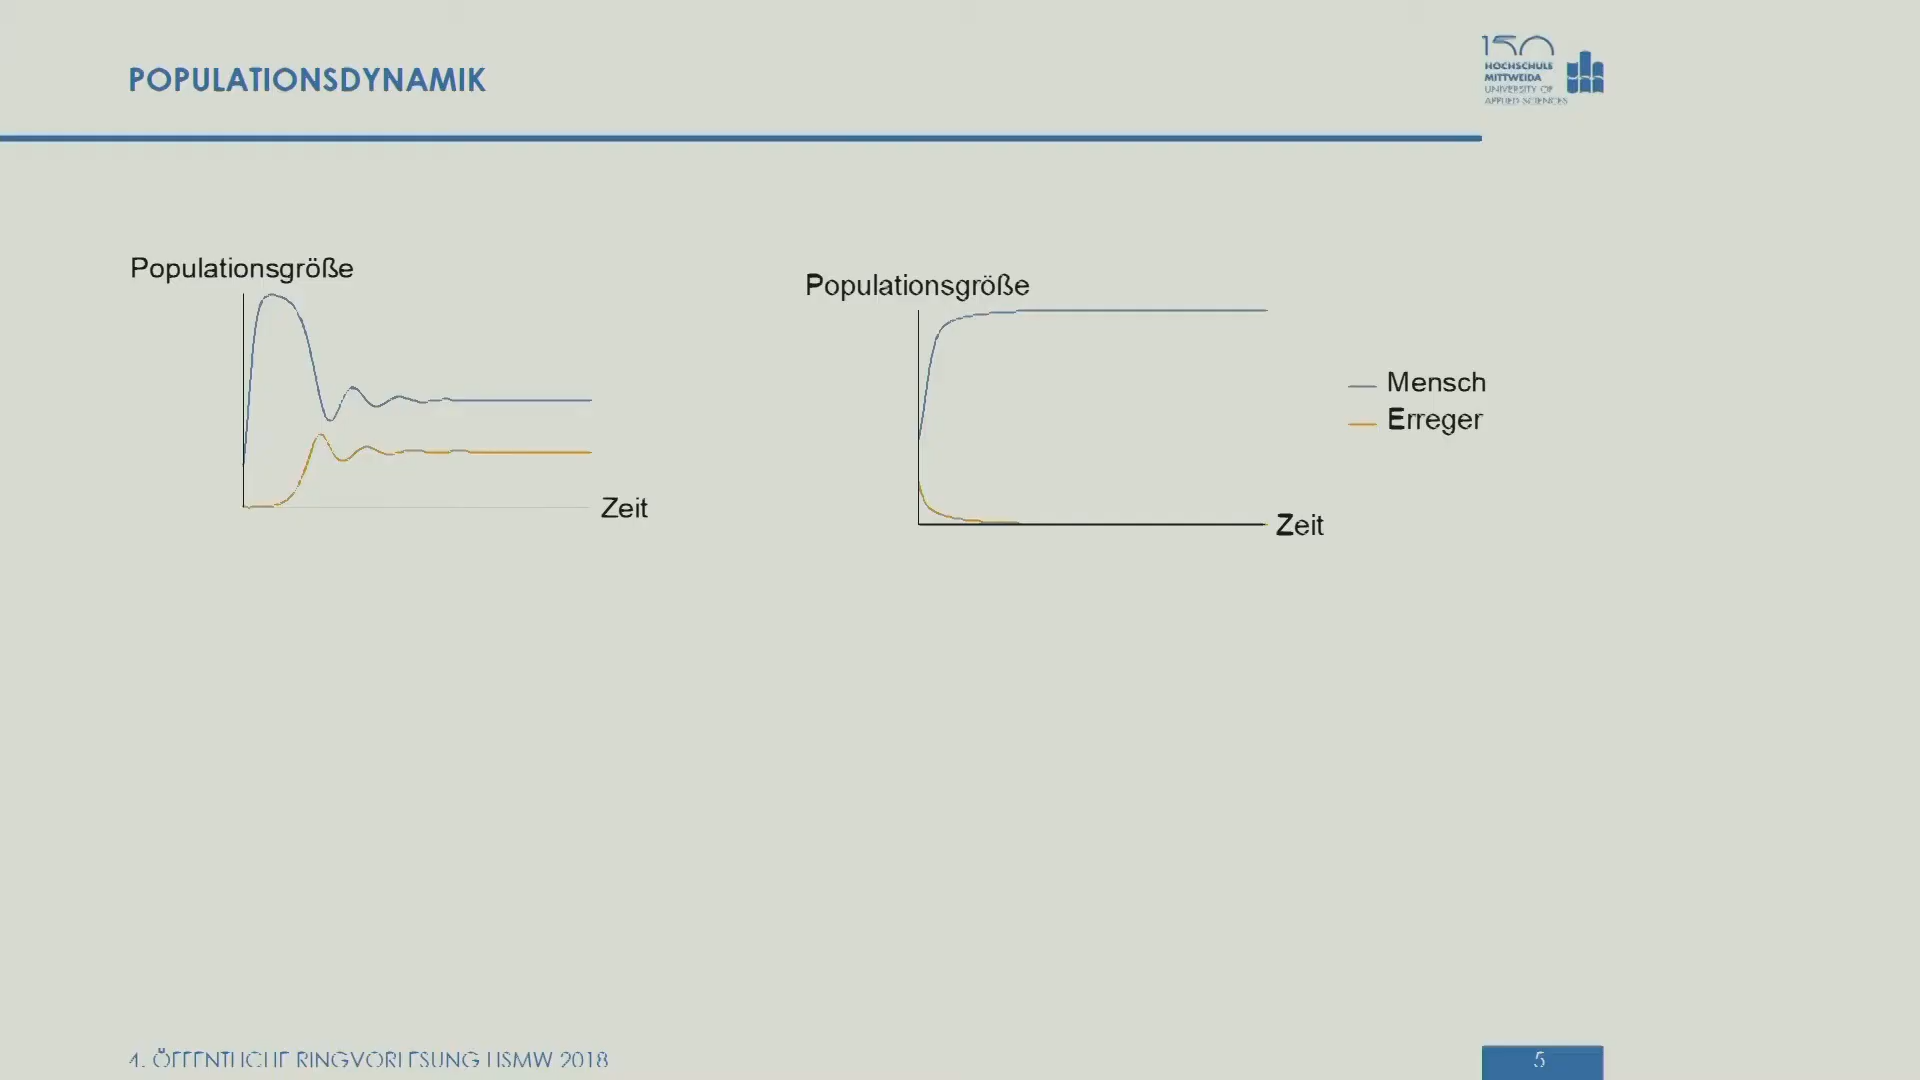 POPULATIONSDYNAMIK
150
HOCHSCHULE
MITTWEIDA
UNIVERSITY OF
APPLIED SCIENCES
Populationsgröße
Zeit
Populationsgröße
Zeit
Mensch
Erreger
4. ÖFFENTLICHE RINGVORLESUNG HSMW 2018
5